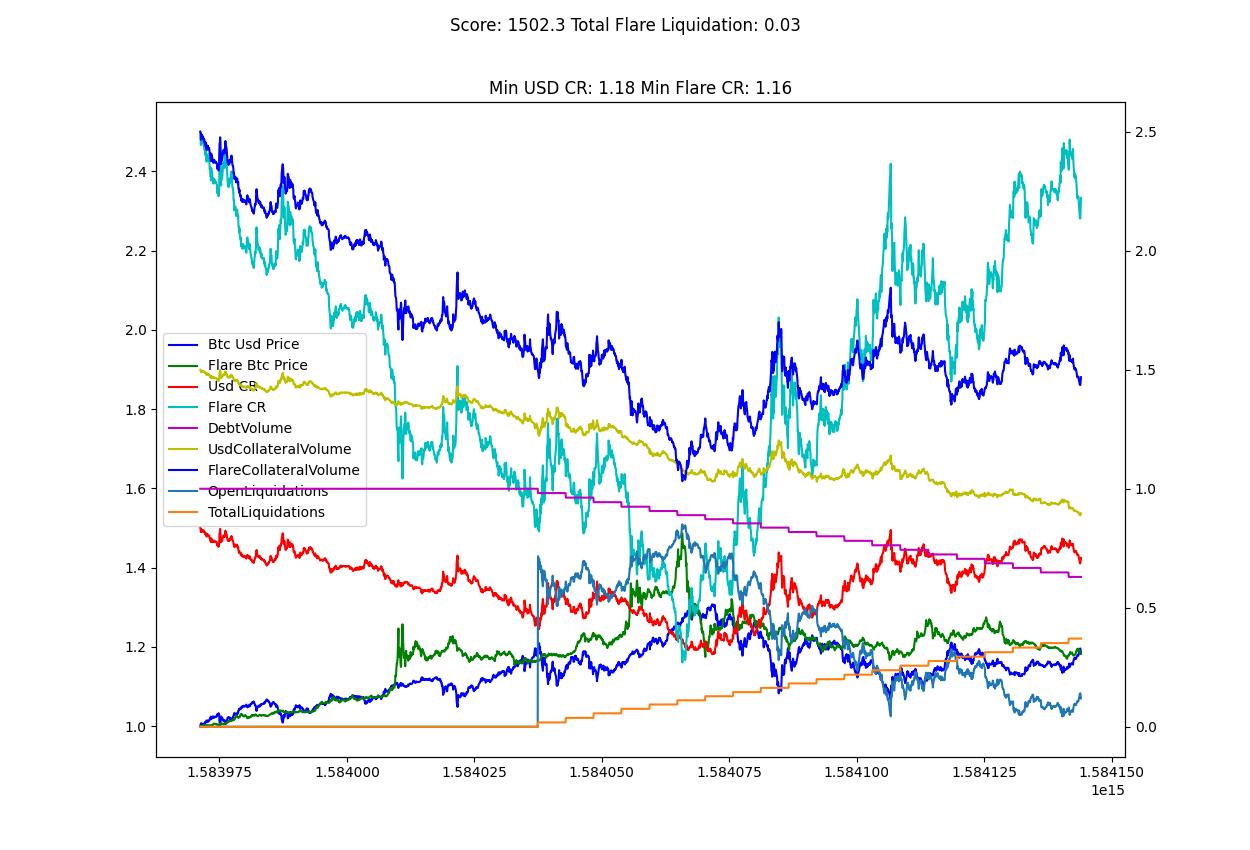 Score: 1502.3 Total Flare Liquidation: 0.03
Min USD CR: 1.18 Min Flare CR: 1.16
2.4
2.2
2.0
1.8
1.6
1.4
1.2
1.0
Btc Usd Price
Flare Btc Price
Usd CR
Flare CR
DebtVolume
UsdCollateralVolume
FlareCollateralVolume
OpenLiquidations
TotalLiquidations
2.5
2.0
1.5
1.0
0.5
0.0
1.583975 1.584000 1.584025 1.584050 1.584075 1.584100 1.584125 1.584150
1e15